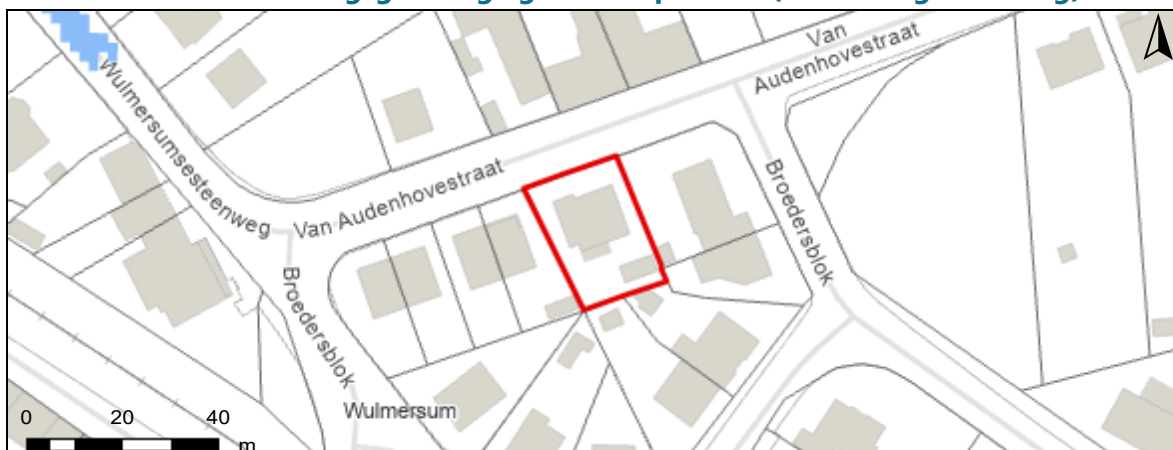 Van
Audenhovestraat
Wulmersumsesteenweg
Van Audenhovestraat
Broedersblok
Broedersblok
Wulmersum
0 20 40
m